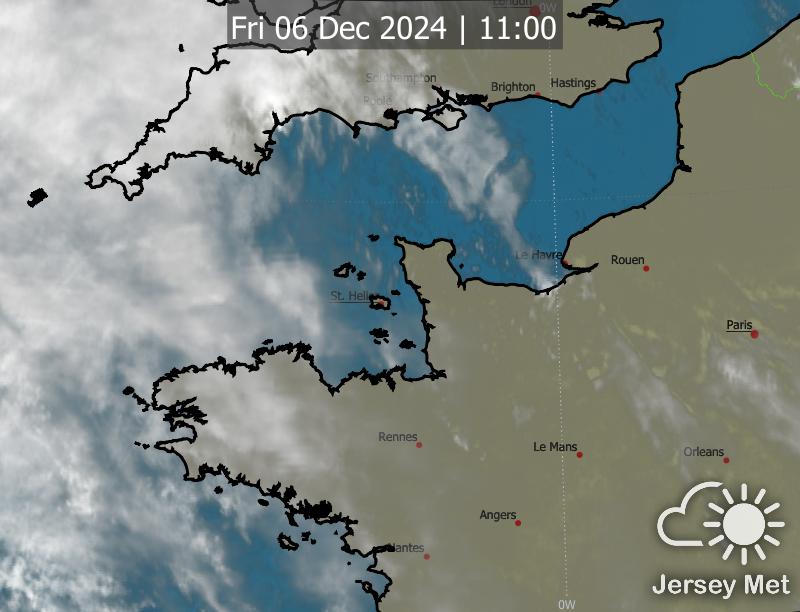 London
0W
Fri 06 Dec 2024 | 11:00
Southampton
Brighton
Hastings
Poole
Le Havre
Rouen
St. Helier
Paris
Rennes
Le Mans
Orleans
Angers
Nantes
Jersey Met
0W